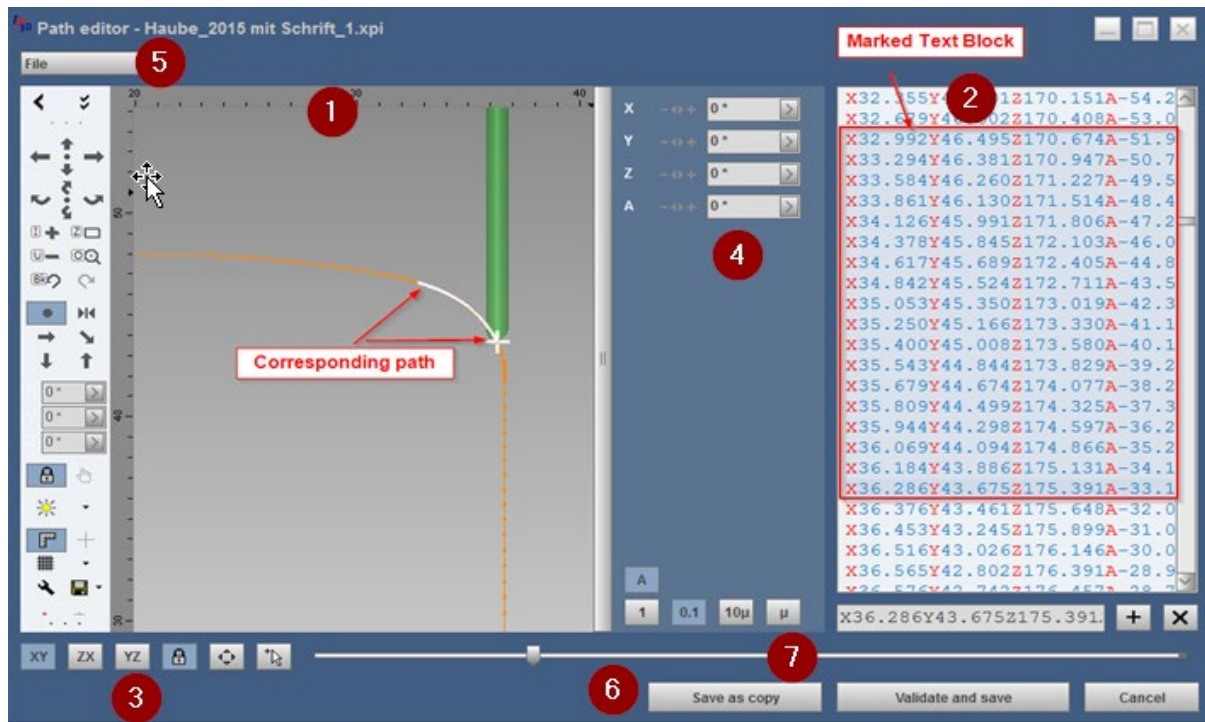 Path editor - Haube_2015 mit Schrift_1.xpi
Marked Text Block
File
5
1
2
20
40
X 0 °
Y 0 °
Z 0 °
A 0 °
4
Corresponding path
40
0 °
0 °
0 °
X32.992Y46.495Z170.674A-51.9
X33.294Y46.381Z170.947A-50.7
X33.584Y46.260Z171.227A-49.5
X33.861Y46.130Z171.514A-48.4
X34.126Y45.991Z171.806A-47.2
X34.378Y45.845Z172.103A-46.0
X34.617Y45.689Z172.405A-44.8
X34.842Y45.524Z172.711A-43.5
X35.053Y45.350Z173.019A-42.3
X35.250Y45.166Z173.330A-41.1
X35.400Y45.008Z173.580A-40.1
X35.543Y44.844Z173.829A-39.2
X35.679Y44.674Z174.077A-38.2
X35.809Y44.499Z174.325A-37.3
X35.944Y44.298Z174.597A-36.2
X36.069Y44.094Z174.866A-35.2
X36.184Y43.886Z175.131A-34.1
X36.286Y43.675Z175.391A-33.1
X36.376Y43.461Z175.648A-32.0
X36.453Y43.245Z175.899A-31.0
X36.516Y43.026Z176.146A-30.0
X36.565Y42.802Z176.391A-28.9
A
1 0.1 10µ µ
X36.286Y43.675Z175.391
XY ZX YZ
7
3
6
Save as copy Validate and save Cancel